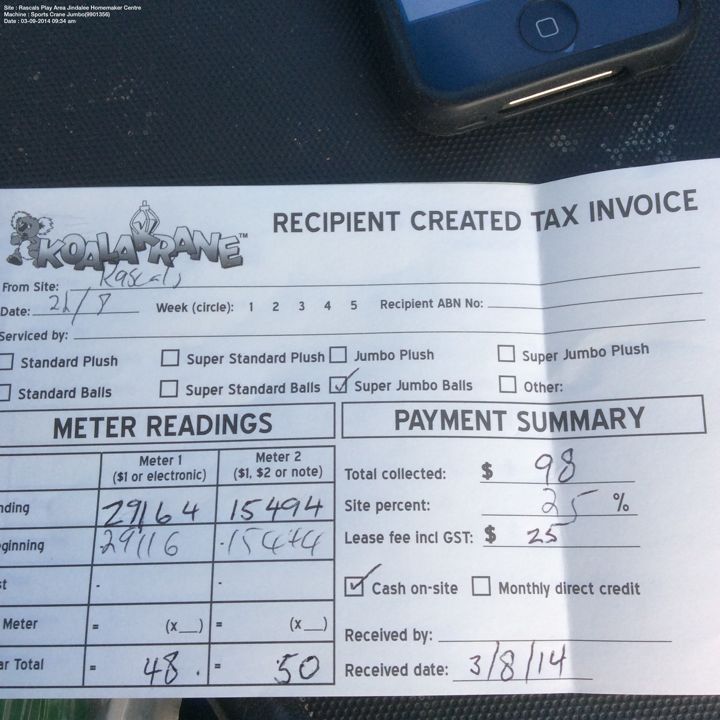 Site : Rascals Play Area Jindalee Homemaker Centre
Machine : Sports Crane Jumbo(9901356)
Date : 03-09-2014 09:34 am
KOALA KRANE™
RECIPIENT CREATED TAX INVOICE
From Site: Rascals
Date: 21/8 Week (circle): 1 2 3 4 5 Recipient ABN No:
Serviced by:
Standard Plush Super Standard Plush Jumbo Plush Super Jumbo Plush
Standard Balls Super Standard Balls Super Jumbo Balls Other:
METER READINGS
Meter 1 ($1 or electronic) Meter 2 ($1, $2 or note)
nding 29164 15494
ginning 29116 15444
st - -
Meter = (x__) = (x__)
ar Total = 48. = 50
PAYMENT SUMMARY
Total collected: $ 98
Site percent: 25 %
Lease fee incl GST: $ 25
Cash on-site Monthly direct credit
Received by:
Received date: 3/8/14